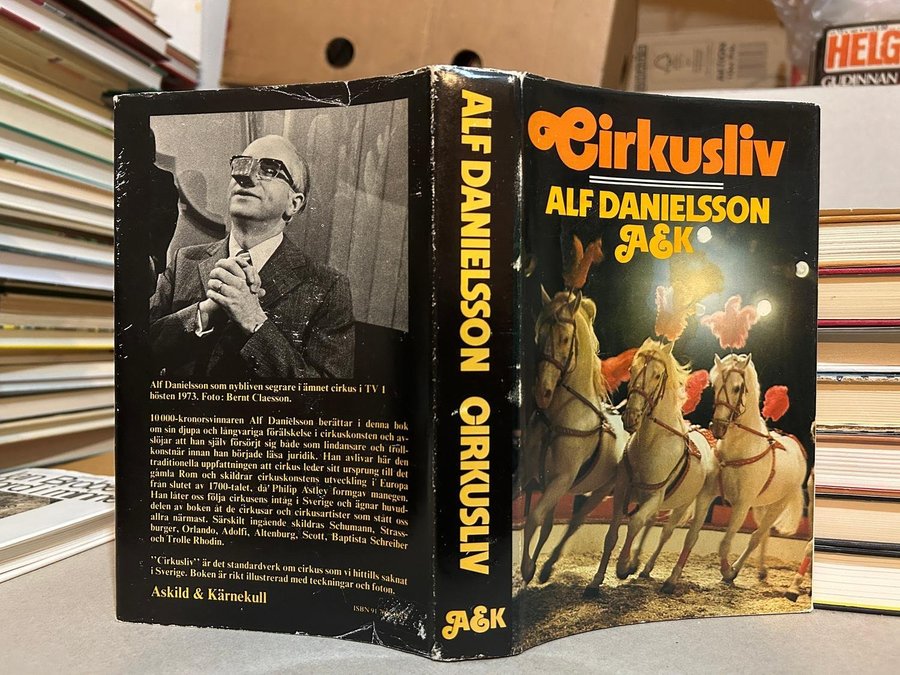 Alf Danielsson som nybliven segrare i ämnet cirkus i TV 1
hösten 1973. Foto: Bernt Claesson.
10 000-kronorsvinnaren Alf Danielsson berättar i denna bok
om sin djupa och långvariga förälskelse i cirkuskonsten och av-
slöjar att han själv försörjt sig både som lindansare och troll-
konstnär innan han började läsa juridik. Han avlivar här den
traditionella uppfattningen att cirkus leder sitt ursprung till det
gamla Rom och skildrar cirkuskonstens utveckling i Europa
från slutet av 1700-talet, då Philip Astley formgav manegen.
Han låter oss följa cirkusens intåg i Sverige och ägnar huvud-
delen av boken åt de cirkusar och cirkusartister som stått oss
allra närmast. Särskilt ingående skildras Schumann, Strass-
burger, Orlando, Adolfi, Altenburg, Scott, Baptista Schreiber
och Trolle Rhodin.
"Cirkusliv" är det standardverk om cirkus som vi hittills saknat
i Sverige. Boken är rikt illustrerad med teckningar och foton.
Askild & Kärnekull
ISBN 91
ALF DANIELSSON CIRKUSLIV
A&K
Cirkusliv
ALF DANIELSSON
A&K
HELG
GUDINNAN